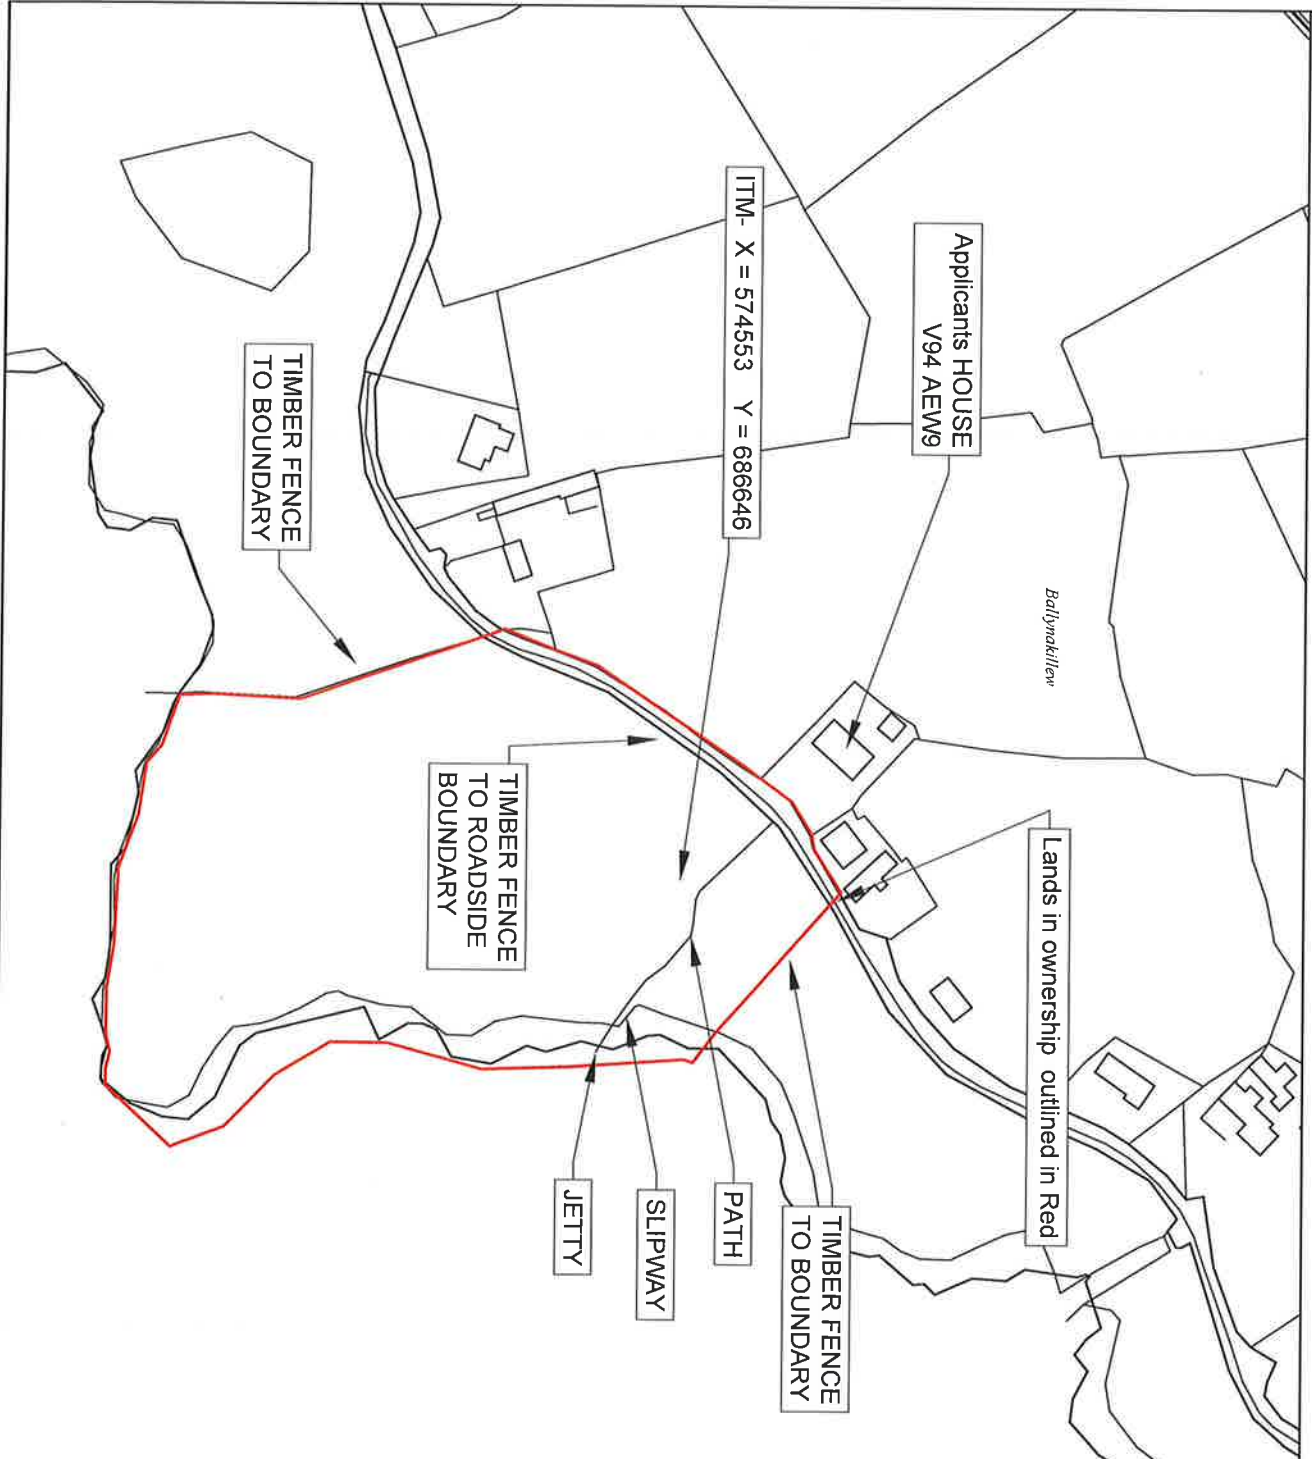 Ballynakillew
Lands in ownership outlined in Red
Applicants HOUSE
V94 AEW9
ITM- X = 574553 Y = 686646
TIMBER FENCE
TO BOUNDARY
PATH
SLIPWAY
JETTY
TIMBER FENCE
TO ROADSIDE
BOUNDARY
TIMBER FENCE
TO BOUNDARY